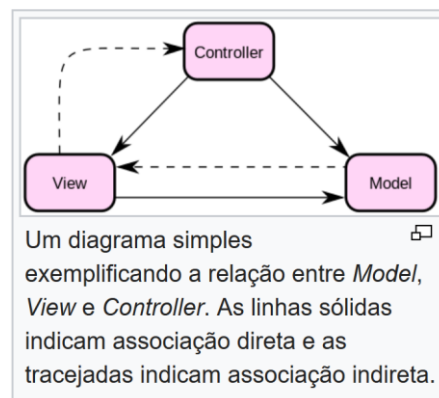 Controller
View
Model
Um diagrama simples
exemplificando a relação entre Model,
View e Controller. As linhas sólidas
indicam associação direta e as
tracejadas indicam associação indireta.